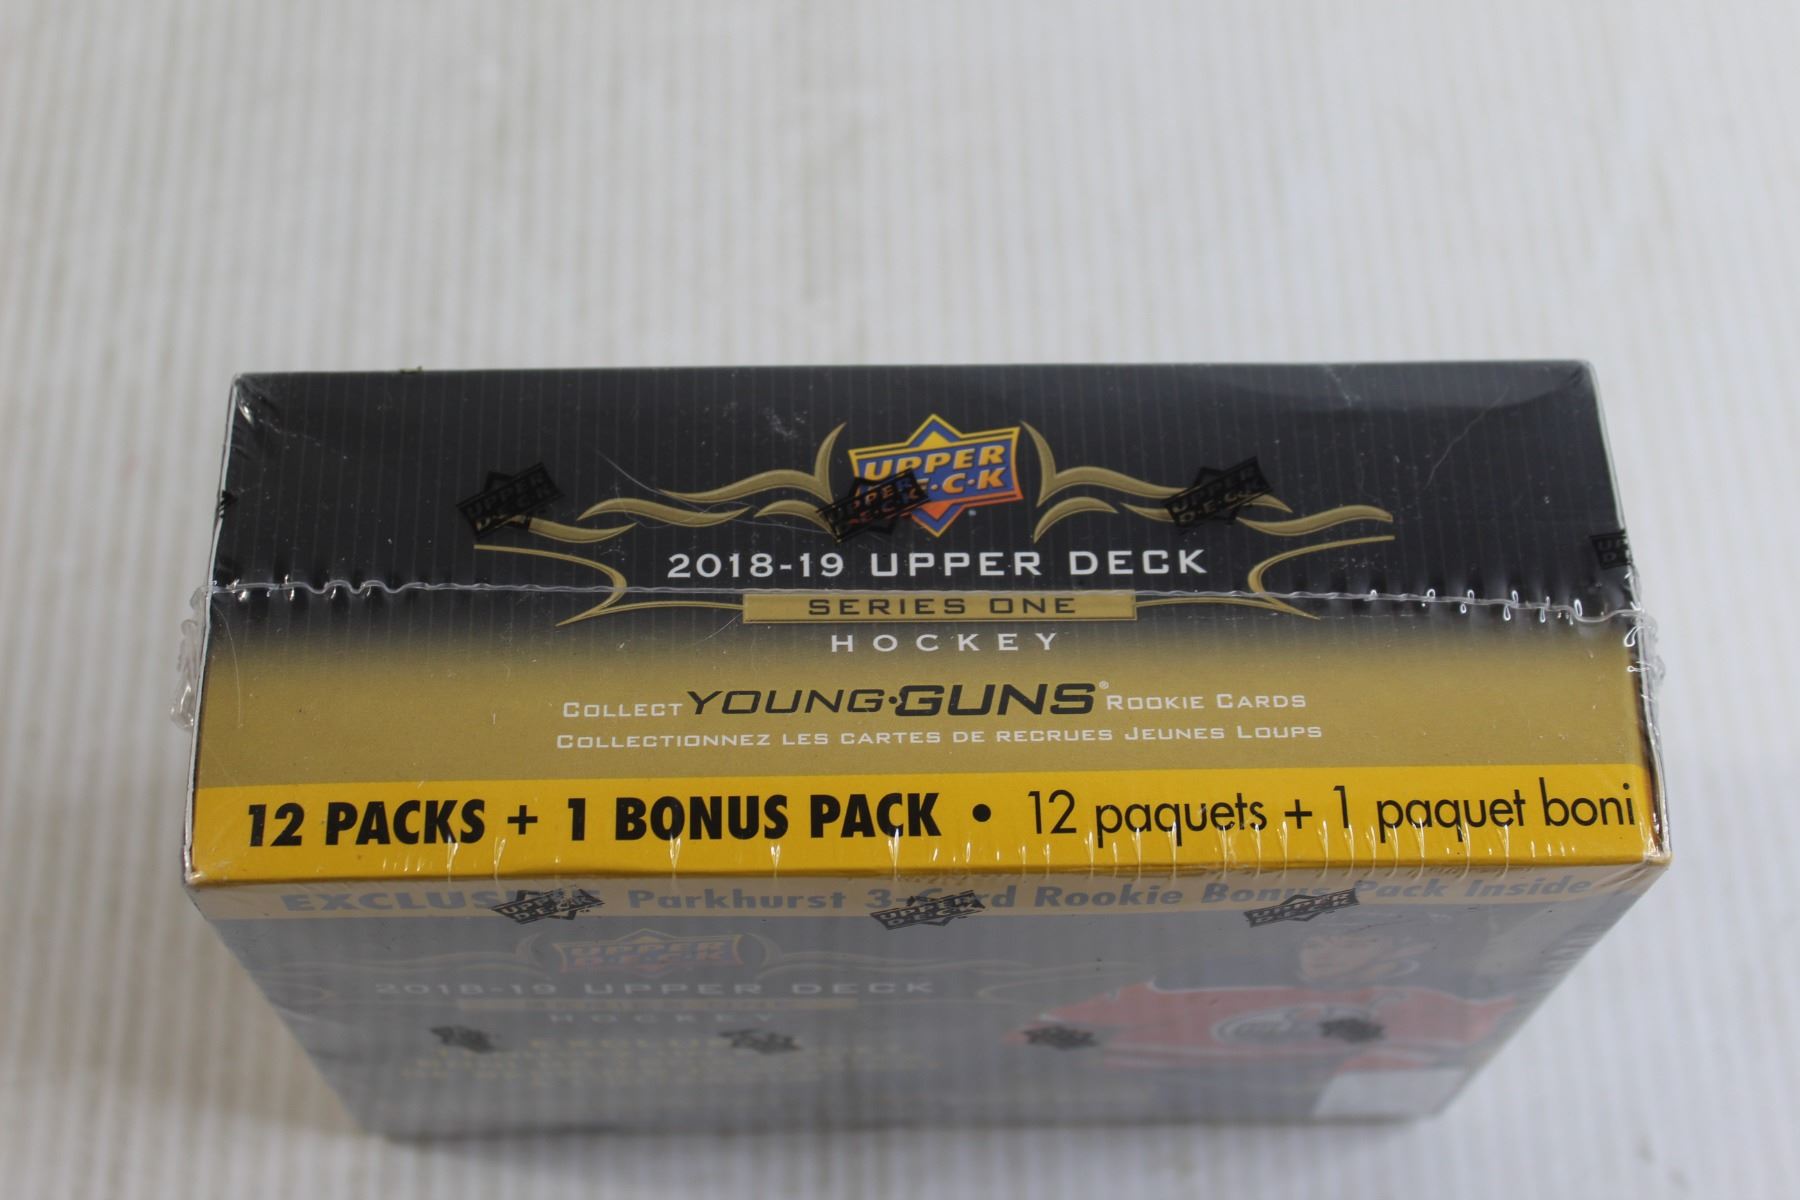 UPPER
D·E·C·K
2018-19 UPPER DECK
SERIES ONE
HOCKEY
COLLECT YOUNG·GUNS® ROOKIE CARDS
COLLECTIONNEZ LES CARTES DE RECRUES JEUNES LOUPS
12 PACKS + 1 BONUS PACK • 12 paquets + 1 paquet boni
EXCLUSIVE Parkhurst 3-Card Rookie Bonus Pack Inside
UPPER
D·E·C·K
2018-19 UPPER DECK
HOCKEY